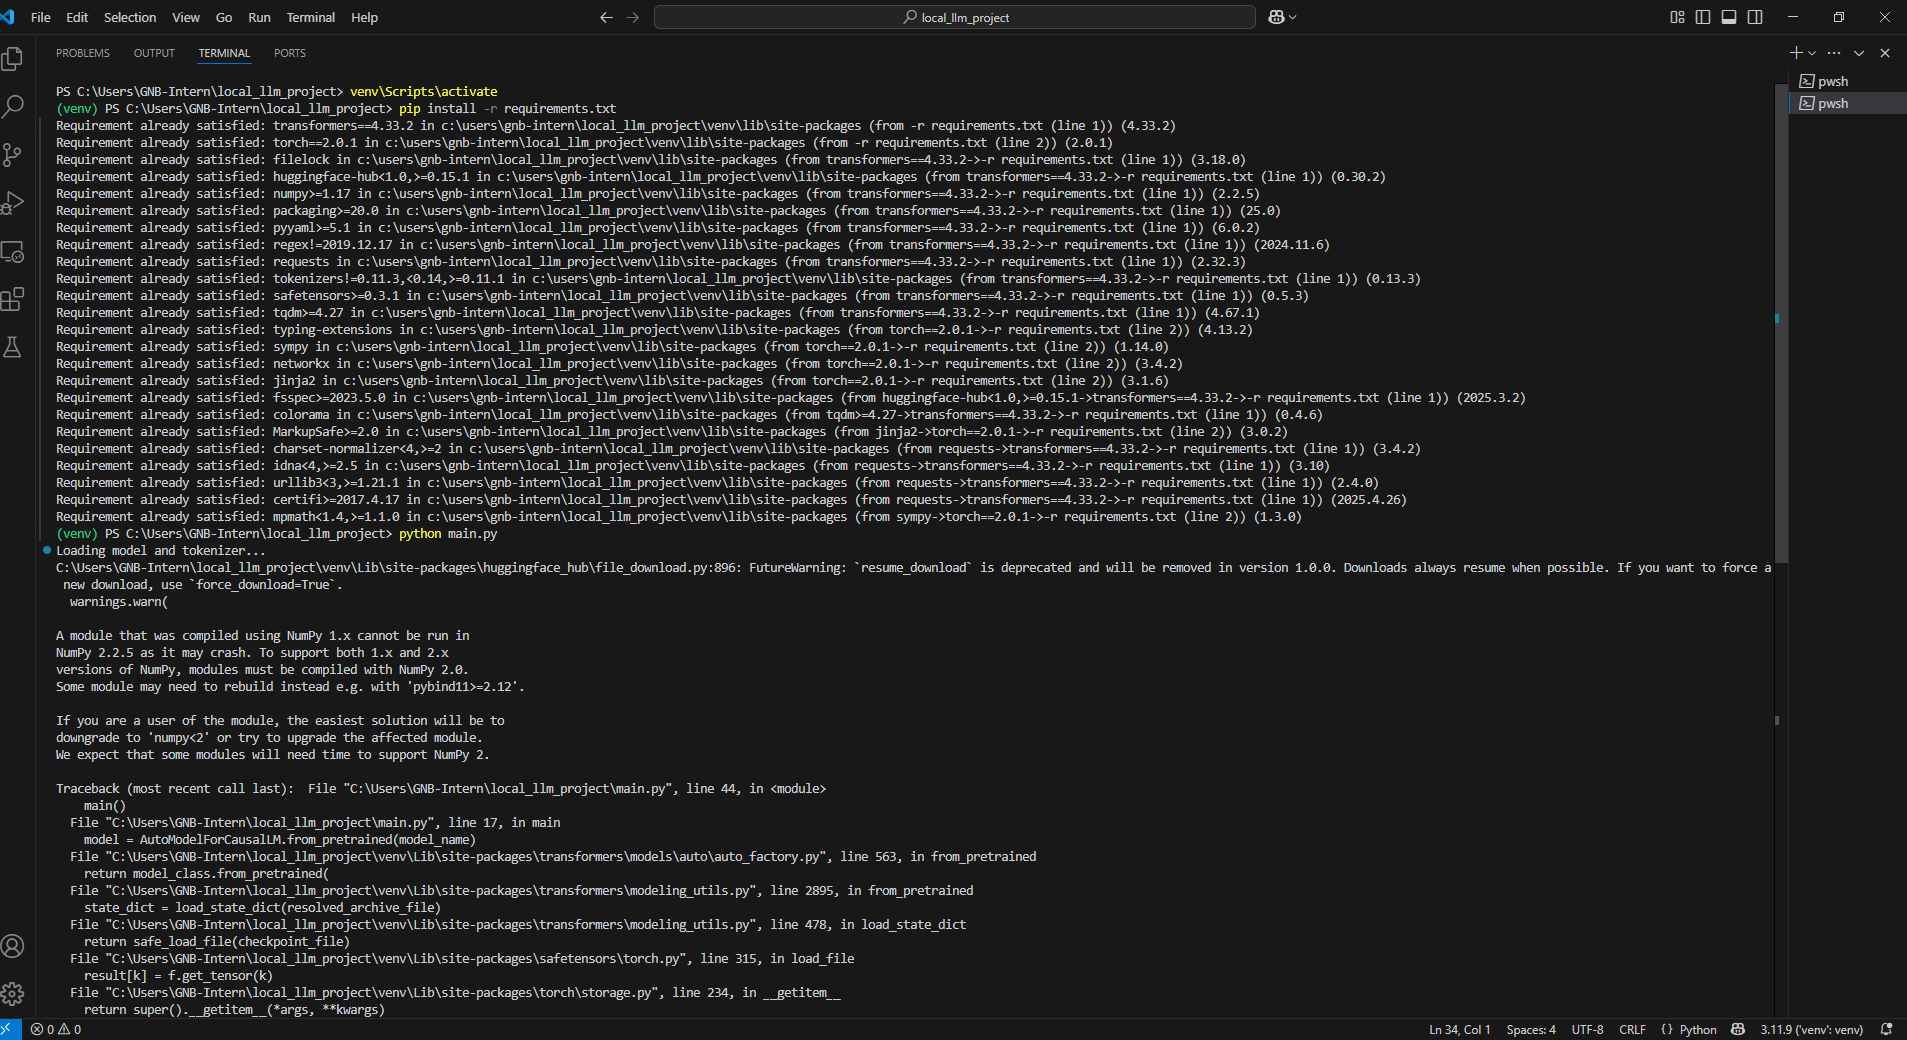 File Edit Selection View Go Run Terminal Help
local_llm_project
PROBLEMS OUTPUT TERMINAL PORTS
pwsh
pwsh
PS C:\Users\GNB-Intern\local_llm_project> venv\Scripts\activate
(venv) PS C:\Users\GNB-Intern\local_llm_project> pip install -r requirements.txt
Requirement already satisfied: transformers==4.33.2 in c:\users\gnb-intern\local_llm_project\venv\lib\site-packages (from -r requirements.txt (line 1)) (4.33.2)
Requirement already satisfied: torch==2.0.1 in c:\users\gnb-intern\local_llm_project\venv\lib\site-packages (from -r requirements.txt (line 2)) (2.0.1)
Requirement already satisfied: filelock in c:\users\gnb-intern\local_llm_project\venv\lib\site-packages (from transformers==4.33.2->-r requirements.txt (line 1)) (3.18.0)
Requirement already satisfied: huggingface-hub<1.0,>=0.15.1 in c:\users\gnb-intern\local_llm_project\venv\lib\site-packages (from transformers==4.33.2->-r requirements.txt (line 1)) (0.30.2)
Requirement already satisfied: numpy>=1.17 in c:\users\gnb-intern\local_llm_project\venv\lib\site-packages (from transformers==4.33.2->-r requirements.txt (line 1)) (2.2.5)
Requirement already satisfied: packaging>=20.0 in c:\users\gnb-intern\local_llm_project\venv\lib\site-packages (from transformers==4.33.2->-r requirements.txt (line 1)) (25.0)
Requirement already satisfied: pyyaml>=5.1 in c:\users\gnb-intern\local_llm_project\venv\lib\site-packages (from transformers==4.33.2->-r requirements.txt (line 1)) (6.0.2)
Requirement already satisfied: regex!=2019.12.17 in c:\users\gnb-intern\local_llm_project\venv\lib\site-packages (from transformers==4.33.2->-r requirements.txt (line 1)) (2024.11.6)
Requirement already satisfied: requests in c:\users\gnb-intern\local_llm_project\venv\lib\site-packages (from transformers==4.33.2->-r requirements.txt (line 1)) (2.32.3)
Requirement already satisfied: tokenizers!=0.11.3,<0.14,>=0.11.1 in c:\users\gnb-intern\local_llm_project\venv\lib\site-packages (from transformers==4.33.2->-r requirements.txt (line 1)) (0.13.3)
Requirement already satisfied: safetensors>=0.3.1 in c:\users\gnb-intern\local_llm_project\venv\lib\site-packages (from transformers==4.33.2->-r requirements.txt (line 1)) (0.5.3)
Requirement already satisfied: tqdm>=4.27 in c:\users\gnb-intern\local_llm_project\venv\lib\site-packages (from transformers==4.33.2->-r requirements.txt (line 1)) (4.67.1)
Requirement already satisfied: typing-extensions in c:\users\gnb-intern\local_llm_project\venv\lib\site-packages (from torch==2.0.1->-r requirements.txt (line 2)) (4.13.2)
Requirement already satisfied: sympy in c:\users\gnb-intern\local_llm_project\venv\lib\site-packages (from torch==2.0.1->-r requirements.txt (line 2)) (1.14.0)
Requirement already satisfied: networkx in c:\users\gnb-intern\local_llm_project\venv\lib\site-packages (from torch==2.0.1->-r requirements.txt (line 2)) (3.4.2)
Requirement already satisfied: jinja2 in c:\users\gnb-intern\local_llm_project\venv\lib\site-packages (from torch==2.0.1->-r requirements.txt (line 2)) (3.1.6)
Requirement already satisfied: fsspec>=2023.5.0 in c:\users\gnb-intern\local_llm_project\venv\lib\site-packages (from huggingface-hub<1.0,>=0.15.1->transformers==4.33.2->-r requirements.txt (line 1)) (2025.3.2)
Requirement already satisfied: colorama in c:\users\gnb-intern\local_llm_project\venv\lib\site-packages (from tqdm>=4.27->transformers==4.33.2->-r requirements.txt (line 1)) (0.4.6)
Requirement already satisfied: MarkupSafe>=2.0 in c:\users\gnb-intern\local_llm_project\venv\lib\site-packages (from jinja2->torch==2.0.1->-r requirements.txt (line 2)) (3.0.2)
Requirement already satisfied: charset-normalizer<4,>=2 in c:\users\gnb-intern\local_llm_project\venv\lib\site-packages (from requests->transformers==4.33.2->-r requirements.txt (line 1)) (3.4.2)
Requirement already satisfied: idna<4,>=2.5 in c:\users\gnb-intern\local_llm_project\venv\lib\site-packages (from requests->transformers==4.33.2->-r requirements.txt (line 1)) (3.10)
Requirement already satisfied: urllib3<3,>=1.21.1 in c:\users\gnb-intern\local_llm_project\venv\lib\site-packages (from requests->transformers==4.33.2->-r requirements.txt (line 1)) (2.4.0)
Requirement already satisfied: certifi>=2017.4.17 in c:\users\gnb-intern\local_llm_project\venv\lib\site-packages (from requests->transformers==4.33.2->-r requirements.txt (line 1)) (2025.4.26)
Requirement already satisfied: mpmath<1.4,>=1.1.0 in c:\users\gnb-intern\local_llm_project\venv\lib\site-packages (from sympy->torch==2.0.1->-r requirements.txt (line 2)) (1.3.0)
(venv) PS C:\Users\GNB-Intern\local_llm_project> python main.py
Loading model and tokenizer...
C:\Users\GNB-Intern\local_llm_project\venv\Lib\site-packages\huggingface_hub\file_download.py:896: FutureWarning: `resume_download` is deprecated and will be removed in version 1.0.0. Downloads always resume when possible. If you want to force a
new download, use `force_download=True`.
warnings.warn(
A module that was compiled using NumPy 1.x cannot be run in
NumPy 2.2.5 as it may crash. To support both 1.x and 2.x
versions of NumPy, modules must be compiled with NumPy 2.0.
Some module may need to rebuild instead e.g. with 'pybind11>=2.12'.
If you are a user of the module, the easiest solution will be to
downgrade to 'numpy<2' or try to upgrade the affected module.
We expect that some modules will need time to support NumPy 2.
Traceback (most recent call last):  File "C:\Users\GNB-Intern\local_llm_project\main.py", line 44, in <module>
main()
File "C:\Users\GNB-Intern\local_llm_project\main.py", line 17, in main
model = AutoModelForCausalLM.from_pretrained(model_name)
File "C:\Users\GNB-Intern\local_llm_project\venv\Lib\site-packages\transformers\models\auto\auto_factory.py", line 563, in from_pretrained
return model_class.from_pretrained(
File "C:\Users\GNB-Intern\local_llm_project\venv\Lib\site-packages\transformers\modeling_utils.py", line 2895, in from_pretrained
state_dict = load_state_dict(resolved_archive_file)
File "C:\Users\GNB-Intern\local_llm_project\venv\Lib\site-packages\transformers\modeling_utils.py", line 478, in load_state_dict
return safe_load_file(checkpoint_file)
File "C:\Users\GNB-Intern\local_llm_project\venv\Lib\site-packages\safetensors\torch.py", line 315, in load_file
result[k] = f.get_tensor(k)
File "C:\Users\GNB-Intern\local_llm_project\venv\Lib\site-packages\torch\storage.py", line 234, in __getitem__
return super().__getitem__(*args, **kwargs)
0 0 Ln 34, Col 1 Spaces: 4 UTF-8 CRLF {} Python 3.11.9 ('venv': venv)